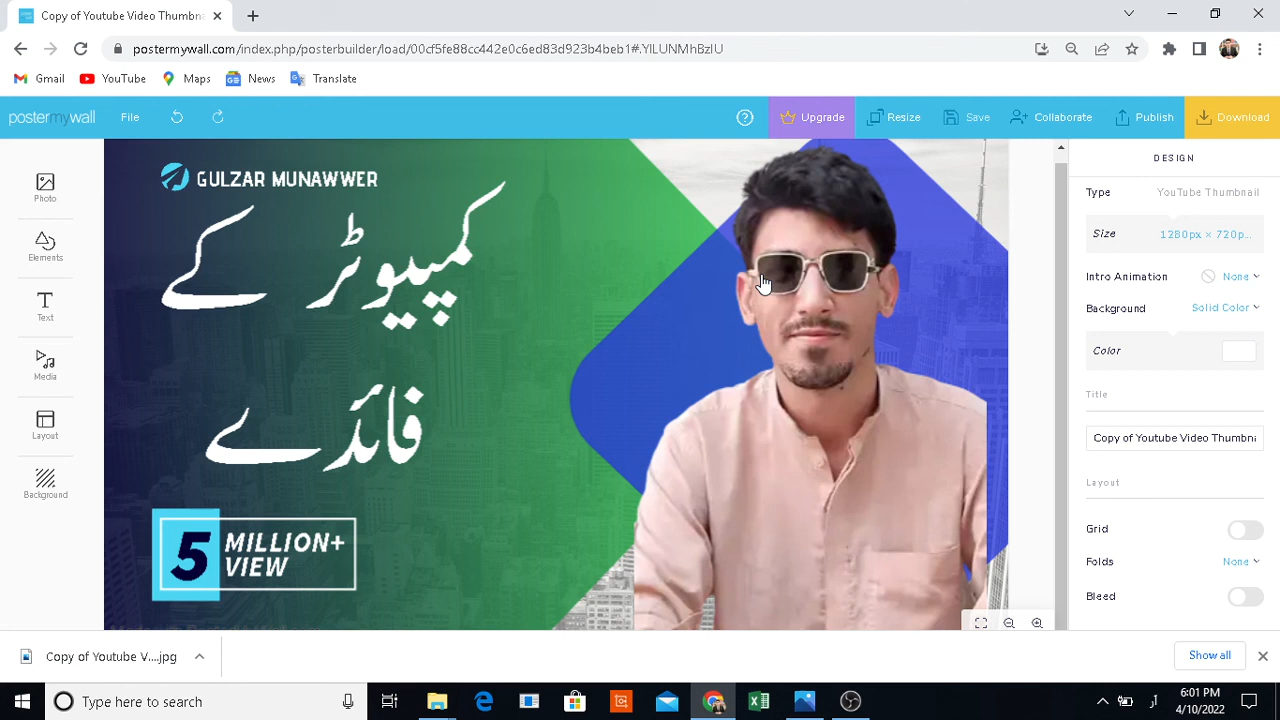 Copy of Youtube Video Thumbna
postermywall.com/index.php/posterbuilder/load/00cf5fe88cc442e0c6ed83d923b4beb1#.YlLUNMhBzIU
Gmail YouTube Maps News Translate
postermywall File Upgrade Resize Save Collaborate Publish Download
DESIGN
Photo
Elements
Text
Media
Layout
Background
GULZAR MUNAWWER
کمپیوٹر کے
فائدے
5 MILLION+
VIEW
Type YouTube Thumbnail
Size 1280px × 720p...
Intro Animation None
Background Solid Color
Color
Title
Copy of Youtube Video Thumbn
Layout
Grid
Folds None
Bleed
Copy of Youtube V....jpg Show all
Type here to search
6:01 PM
4/10/2022